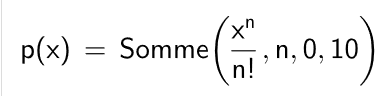 p(x) = Somme(xⁿ/n!, n, 0, 10)